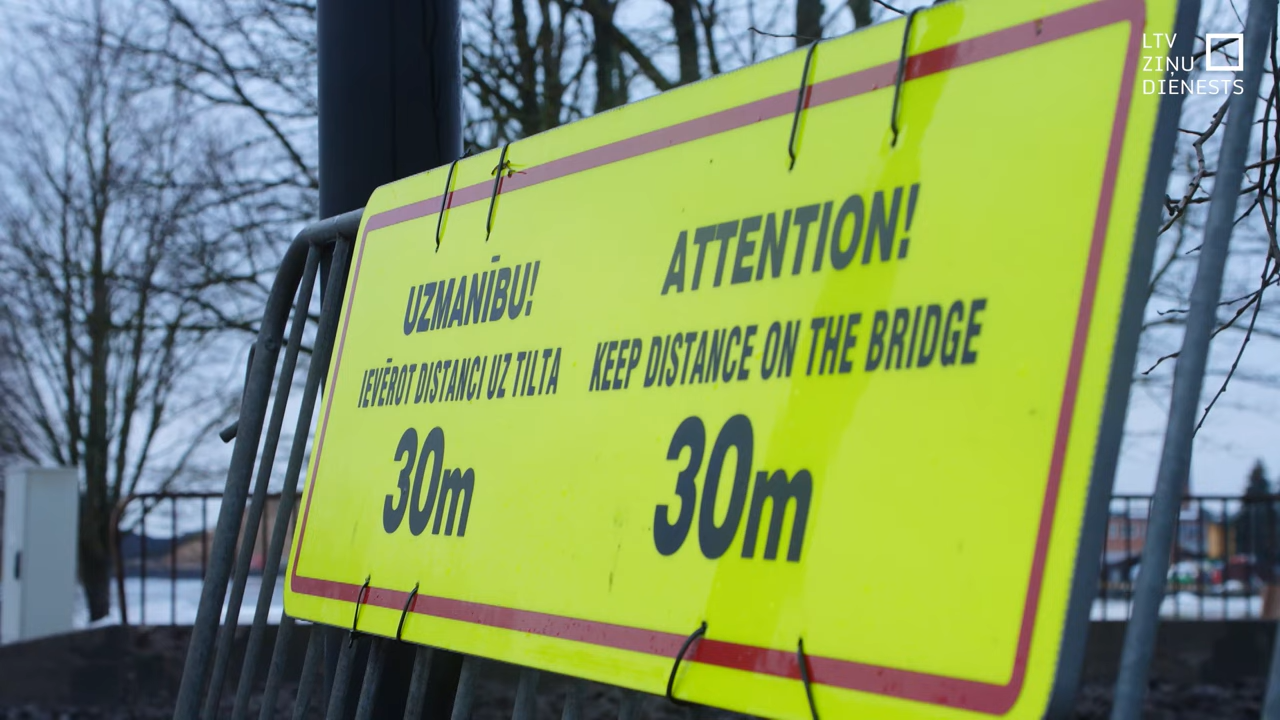 UZMANĪBU!
IEVĒROT DISTANCI UZ TILTA
30m
ATTENTION!
KEEP DISTANCE ON THE BRIDGE
30m
LTV
ZIŅU
DIENESTS